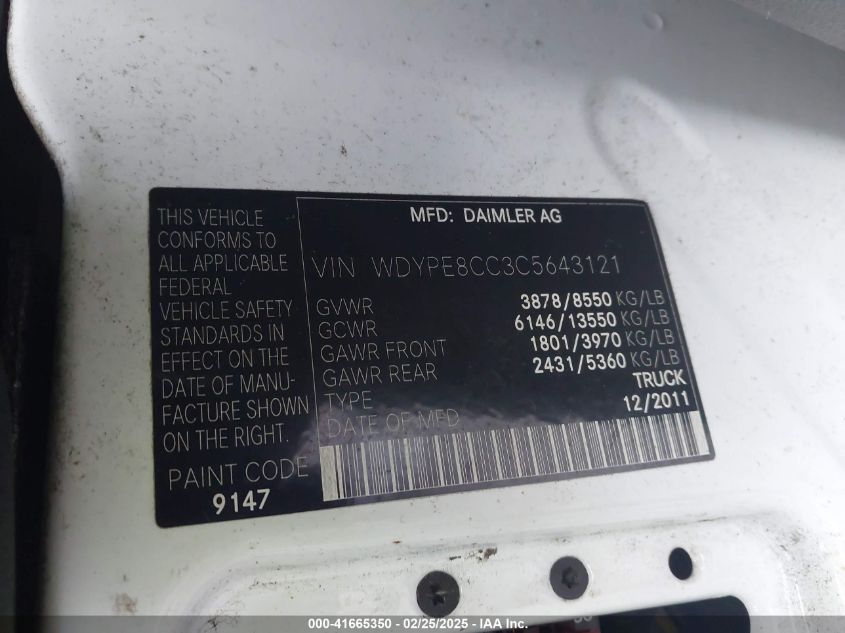 THIS VEHICLE
CONFORMS TO
ALL APPLICABLE
FEDERAL
VEHICLE SAFETY
STANDARDS IN
EFFECT ON THE
DATE OF MANU-
FACTURE SHOWN
ON THE RIGHT.
PAINT CODE
9147
MFD: DAIMLER AG
VIN WDYPE8CC3C5643121
GVWR 3878/8550 KG/LB
GCWR 6146/13550 KG/LB
GAWR FRONT 1801/3970 KG/LB
GAWR REAR 2431/5360 KG/LB
TYPE TRUCK
DATE OF MFD 12/2011
000-41665350 / 02/25/2025 - IAA Inc.